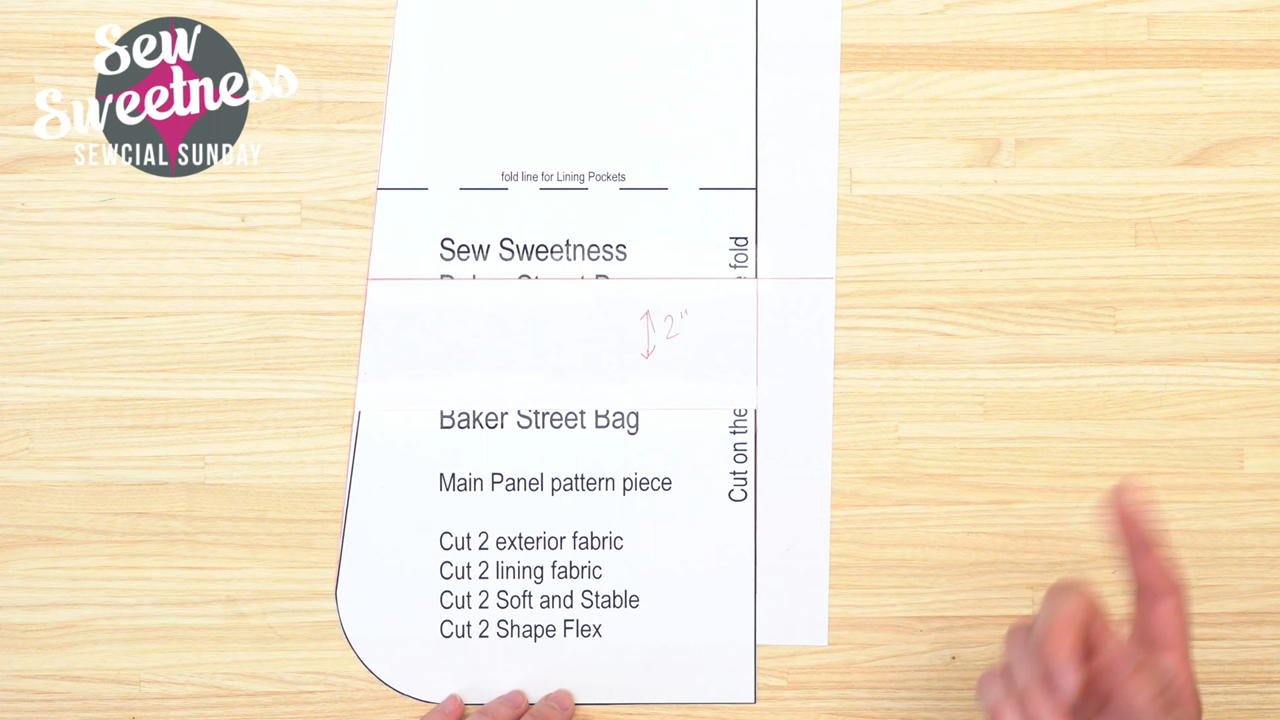 Sew
Sweetness
SEWCIAL SUNDAY
fold line for Lining Pockets
Sew Sweetness
2"
Baker Street Bag
Main Panel pattern piece
Cut 2 exterior fabric
Cut 2 lining fabric
Cut 2 Soft and Stable
Cut 2 Shape Flex
Cut on the
fold